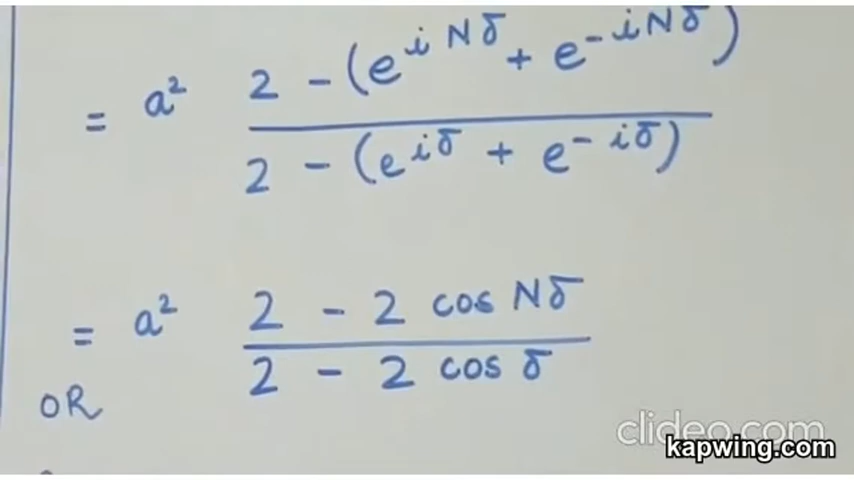 = a² 2 - (e^{iNδ} + e^{-iNδ})
2 - (e^{iδ} + e^{-iδ})
= a² 2 - 2 cos Nδ
2 - 2 cos δ
OR
clideo.com
kapwing.com